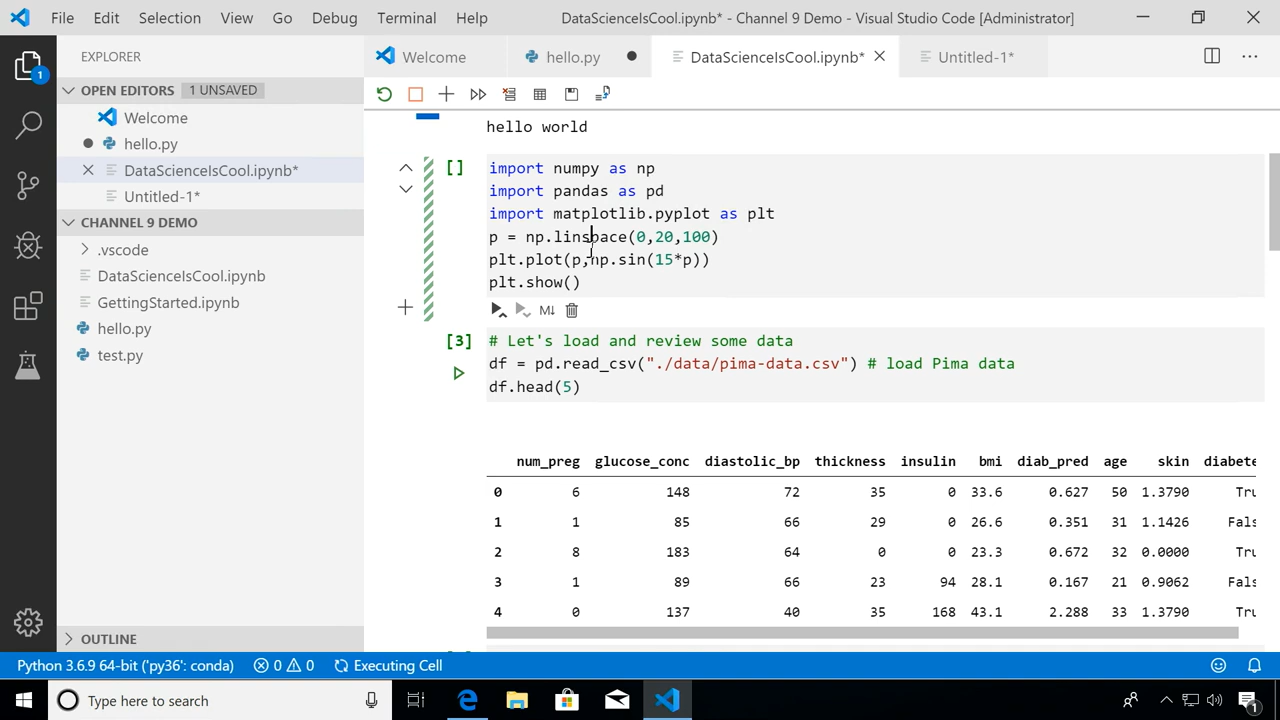 File Edit Selection View Go Debug Terminal Help DataScienceIsCool.ipynb* - Channel 9 Demo - Visual Studio Code [Administrator]
EXPLORER
Welcome hello.py DataScienceIsCool.ipynb* Untitled-1*
OPEN EDITORS 1 UNSAVED
Welcome
hello.py
DataScienceIsCool.ipynb*
Untitled-1*
CHANNEL 9 DEMO
.vscode
DataScienceIsCool.ipynb
GettingStarted.ipynb
hello.py
test.py
OUTLINE
1
hello world
[ ] import numpy as np
import pandas as pd
import matplotlib.pyplot as plt
p = np.linspace(0,20,100)
plt.plot(p,np.sin(15*p))
plt.show()
M↓
[3] # Let's load and review some data
df = pd.read_csv("./data/pima-data.csv") # load Pima data
df.head(5)
num_preg glucose_conc diastolic_bp thickness insulin bmi diab_pred age skin diabete
0 6 148 72 35 0 33.6 0.627 50 1.3790 Tru
1 1 85 66 29 0 26.6 0.351 31 1.1426 Fals
2 8 183 64 0 0 23.3 0.672 32 0.0000 Tru
3 1 89 66 23 94 28.1 0.167 21 0.9062 Fals
4 0 137 40 35 168 43.1 2.288 33 1.3790 Tru
Python 3.6.9 64-bit ('py36': conda) 0 0 Executing Cell
Type here to search
1